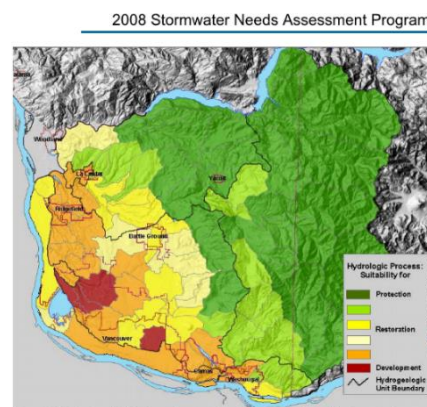 2008 Stormwater Needs Assessment Program
Woodland
La Center
Yacolt
Ridgefield
Battle Ground
Vancouver
Camas
Washougal
Hydrologic Process:
Suitability for
Protection
Restoration
Development
Hydrogeologic
Unit Boundary